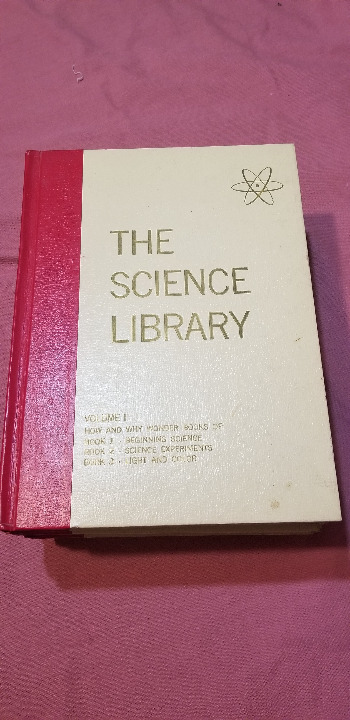 THE
SCIENCE
LIBRARY
VOLUME I
HOW AND WHY WONDER BOOKS OF
BOOK 1 - BEGINNING SCIENCE
BOOK 2 - SCIENCE EXPERIMENTS
BOOK 3 - LIGHT AND COLOR